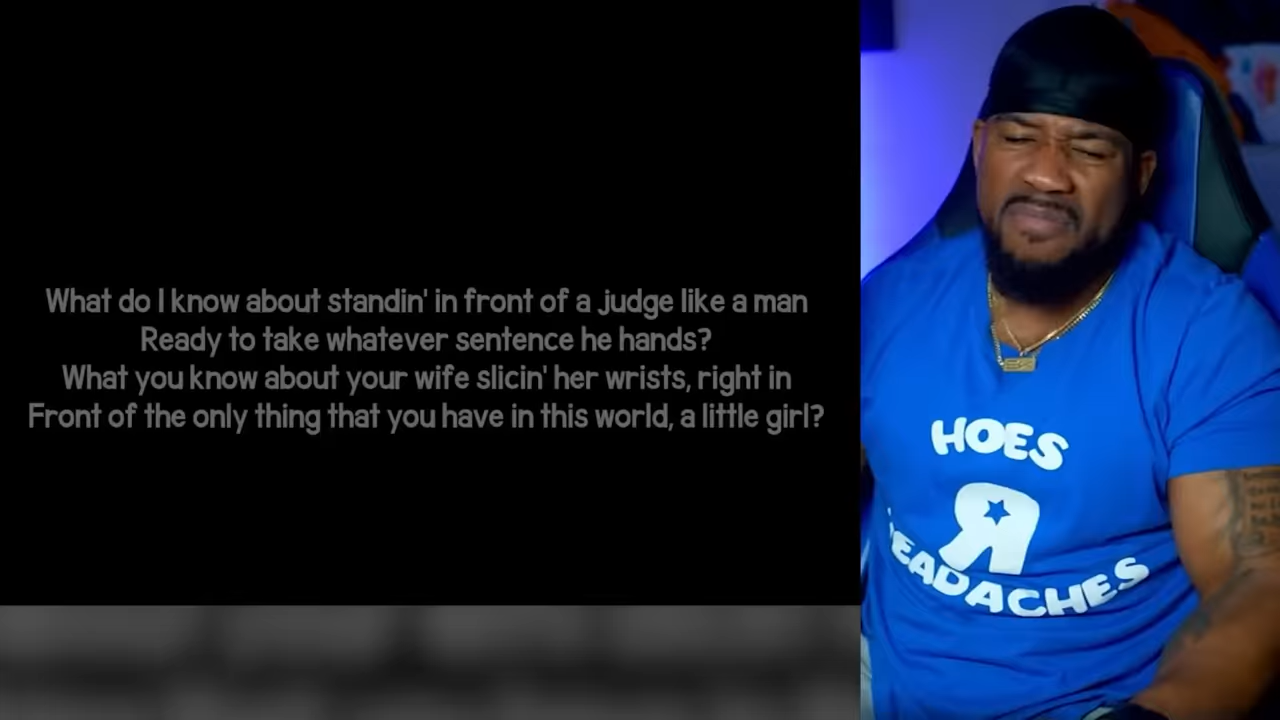 What do I know about standin' in front of a judge like a man
Ready to take whatever sentence he hands?
What you know about your wife slicin' her wrists, right in
Front of the only thing that you have in this world, a little girl?
HOES
R
HEADACHES